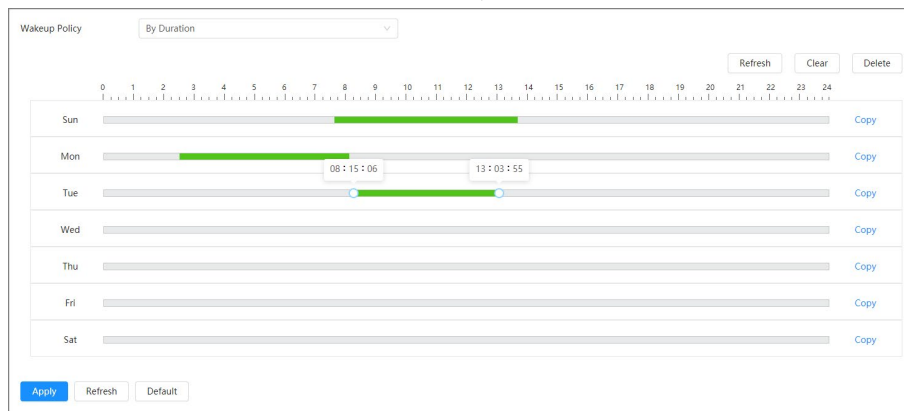 Wakeup Policy By Duration
Refresh Clear Delete
0 1 2 3 4 5 6 7 8 9 10 11 12 13 14 15 16 17 18 19 20 21 22 23 24
Sun Copy
Mon Copy
08 : 15 : 06 13 : 03 : 55
Tue Copy
Wed Copy
Thu Copy
Fri Copy
Sat Copy
Apply Refresh Default